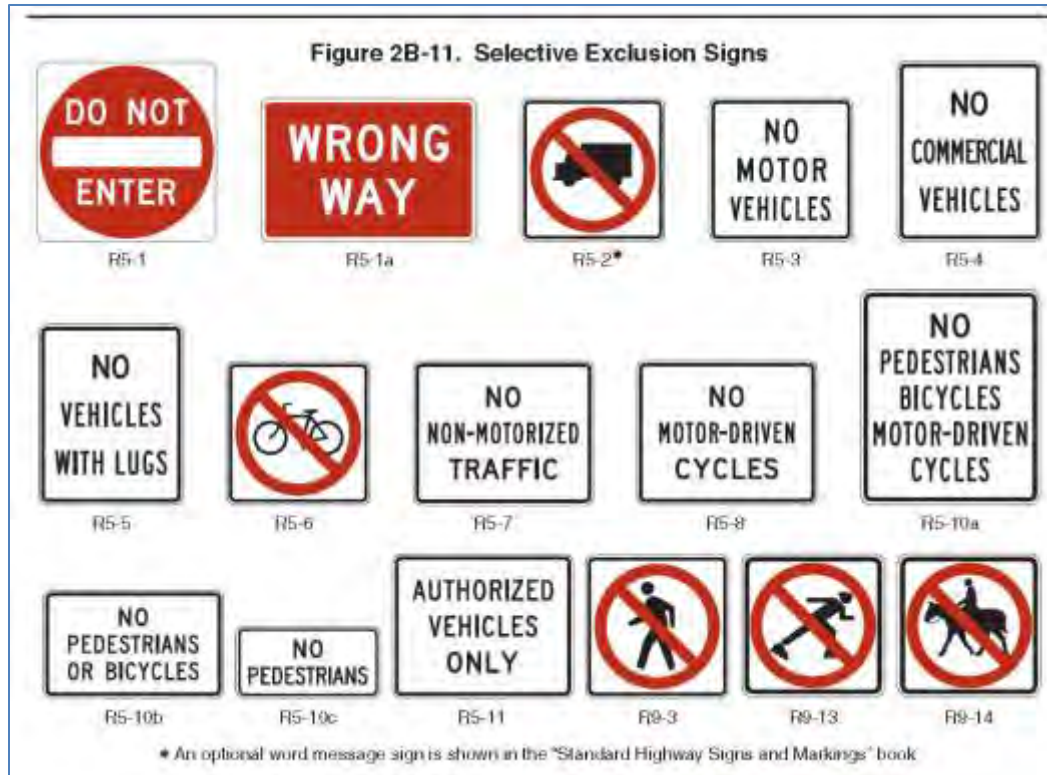 Figure 2B-11. Selective Exclusion Signs
DO NOT
ENTER
R5-1
WRONG
WAY
R5-1a
R5-2*
NO
MOTOR
VEHICLES
R5-3
NO
COMMERCIAL
VEHICLES
R5-4
NO
VEHICLES
WITH LUGS
R5-5
R5-6
NO
NON-MOTORIZED
TRAFFIC
R5-7
NO
MOTOR-DRIVEN
CYCLES
R5-8
NO
PEDESTRIANS
BICYCLES
MOTOR-DRIVEN
CYCLES
R5-10a
NO
PEDESTRIANS
OR BICYCLES
R5-10b
NO
PEDESTRIANS
R5-10c
AUTHORIZED
VEHICLES
ONLY
R5-11
R9-3
R9-13
R9-14
* An optional word message sign is shown in the "Standard Highway Signs and Markings" book